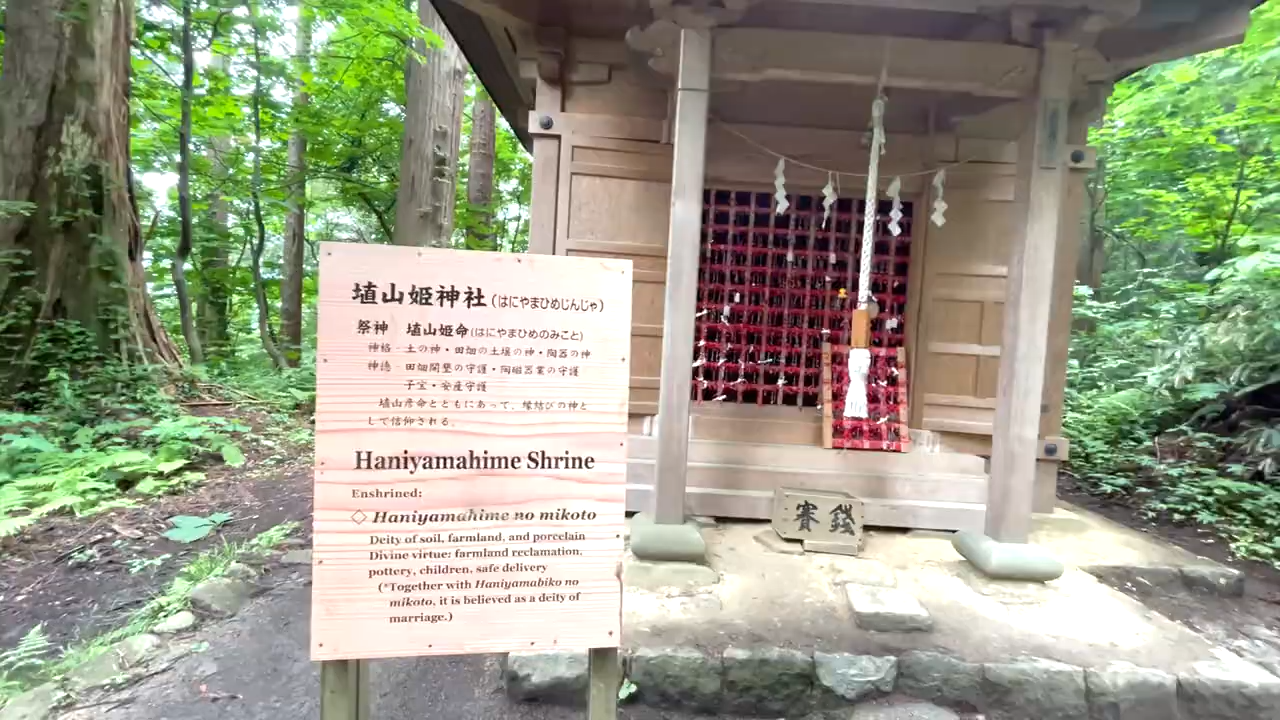 埴山姫神社(はにやまひめじんじゃ)
祭神 埴山姫命(はにやまひめのみこと)
神格-土の神・田畑の土壌の神・陶器の神
神徳-田畑開墾の守護・陶磁器業の守護
子宝・安産守護
埴山彦命とともにあって、縁結びの神と
して信仰される。
Haniyamahime Shrine
Enshrined:
◇ Haniyamahime no mikoto
Deity of soil, farmland, and porcelain
Divine virtue: farmland reclamation,
pottery, children, safe delivery
(*Together with Haniyamabiko no
mikoto, it is believed as a deity of
marriage.)
賽銭